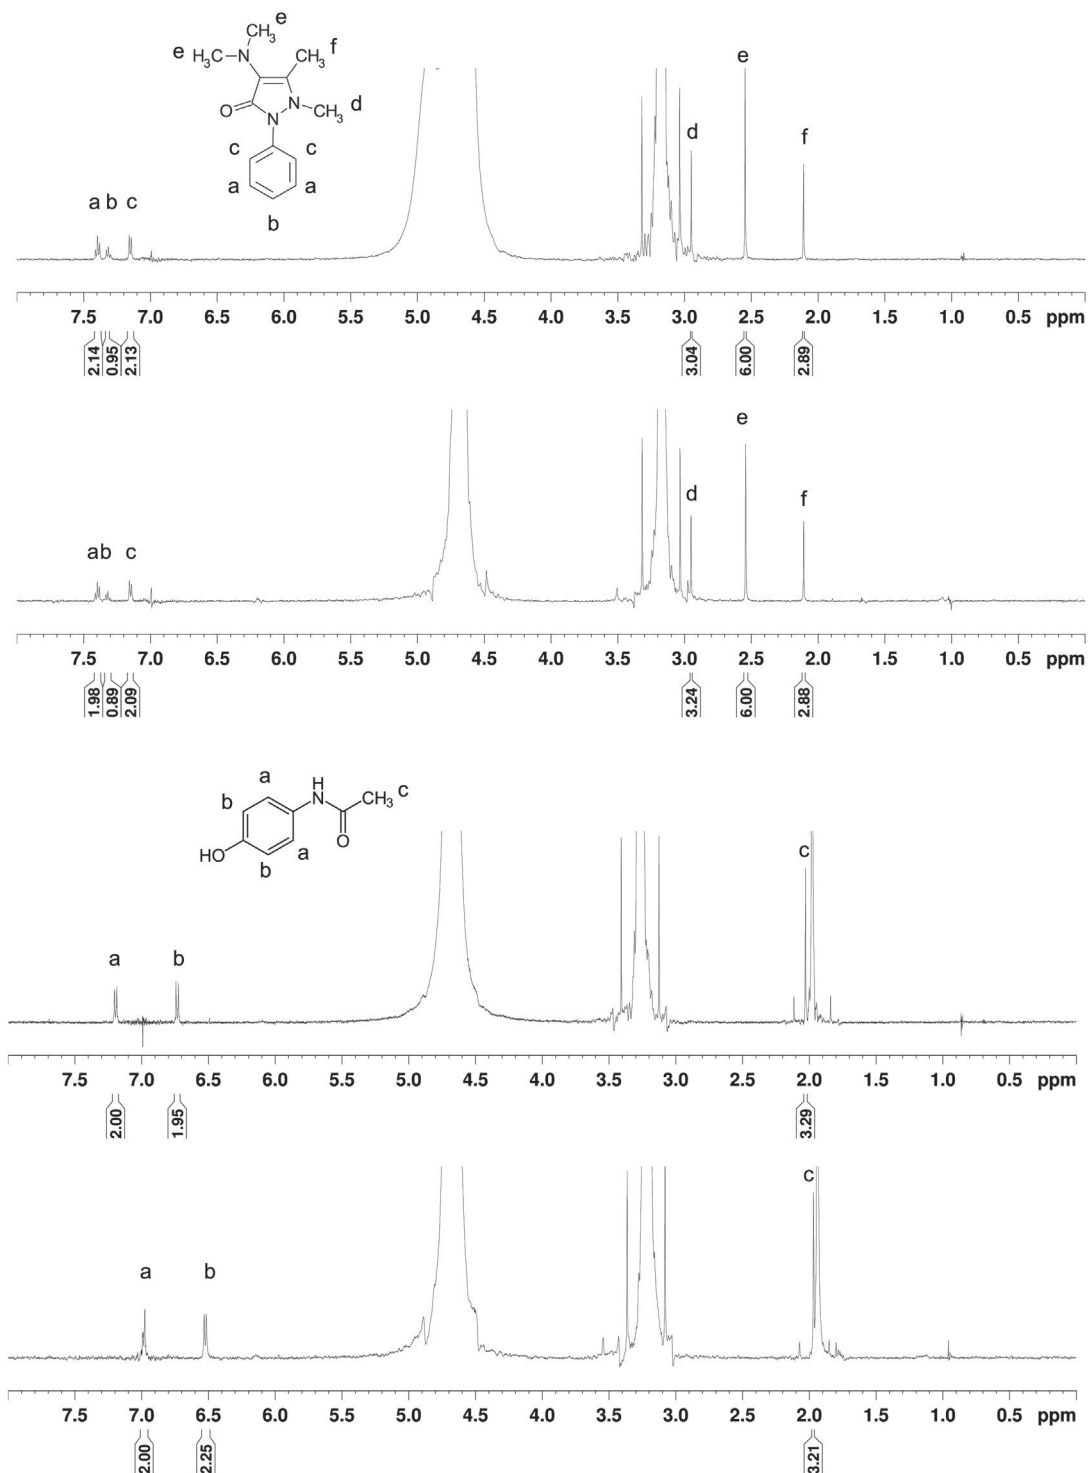 e
H₃C
e H₃C N CH₃ f
O N CH₃ d
N
c c
a a
b
a b c d e f
7.5 7.0 6.5 6.0 5.5 5.0 4.5 4.0 3.5 3.0 2.5 2.0 1.5 1.0 0.5 ppm
2.14 0.95 2.13 3.04 6.00 2.89
ab c d e f
7.5 7.0 6.5 6.0 5.5 5.0 4.5 4.0 3.5 3.0 2.5 2.0 1.5 1.0 0.5 ppm
1.98 0.89 2.09 3.24 6.00 2.88
a H
b N CH₃ c
HO a O
b
a b c
7.5 7.0 6.5 6.0 5.5 5.0 4.5 4.0 3.5 3.0 2.5 2.0 1.5 1.0 0.5 ppm
2.00 1.95 3.29
a b c
7.5 7.0 6.5 6.0 5.5 5.0 4.5 4.0 3.5 3.0 2.5 2.0 1.5 1.0 0.5 ppm
2.00 2.25 3.21